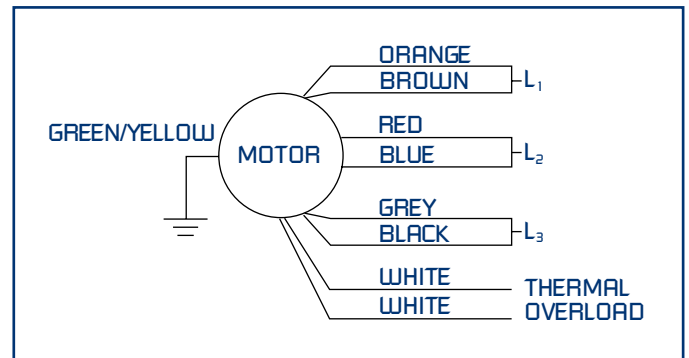 ORANGE
BROWN
L₁
GREEN/YELLOW
MOTOR
RED
BLUE
L₂
GREY
BLACK
L₃
WHITE
WHITE
THERMAL
OVERLOAD